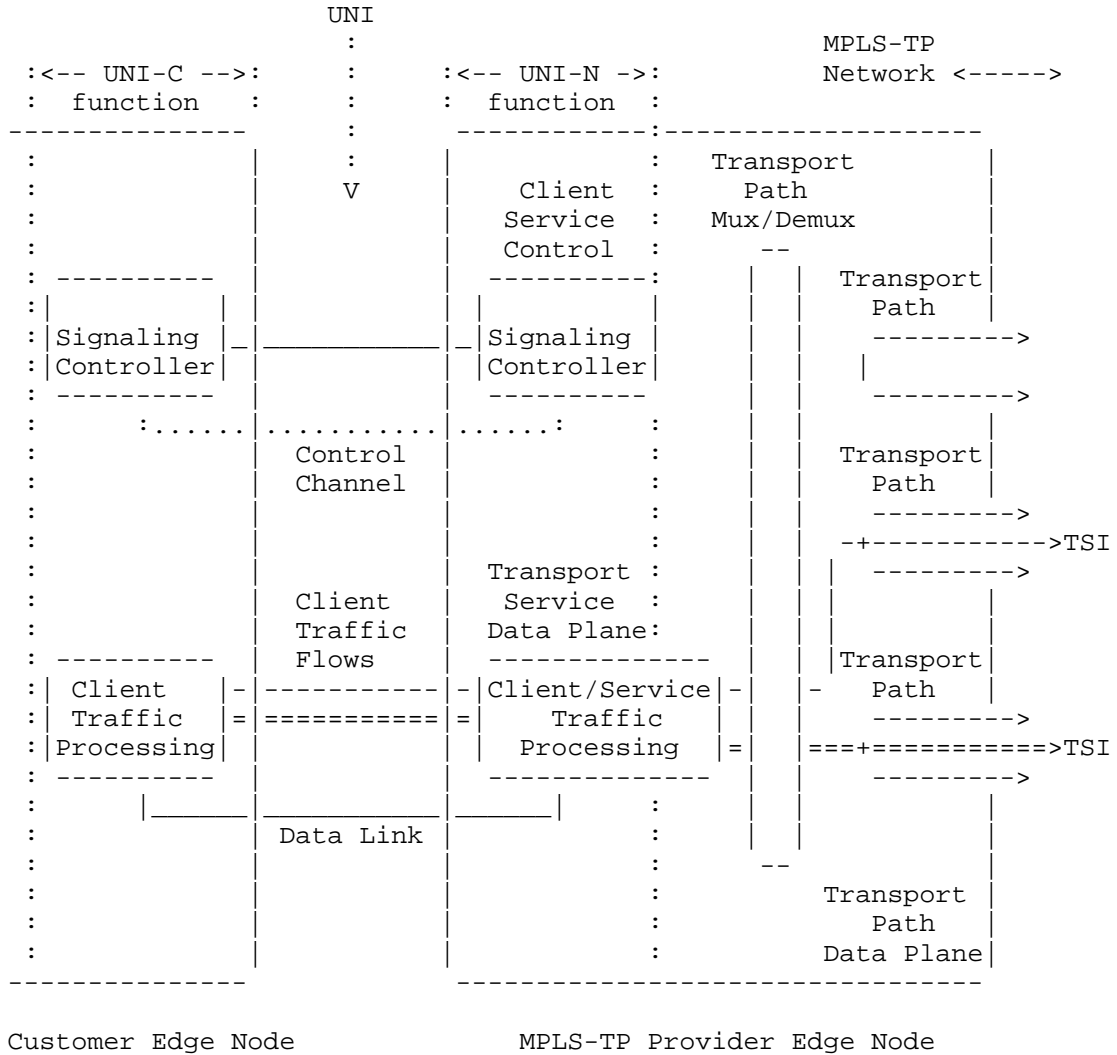 UNI
: MPLS-TP
:<-- UNI-C -->: : :<-- UNI-N ->: Network <----->
: function : : : function :
: Transport
V Client : Path
Service : Mux/Demux
Control :
Transport
Path
Signaling Signaling
Controller Controller
Control Transport
Channel Path
->TSI
Transport :
Client Service :
Traffic Data Plane:
Flows Transport
Client Client/Service Path
Traffic Traffic
Processing Processing >TSI
Data Link
Transport
Path
Data Plane
Customer Edge Node MPLS-TP Provider Edge Node